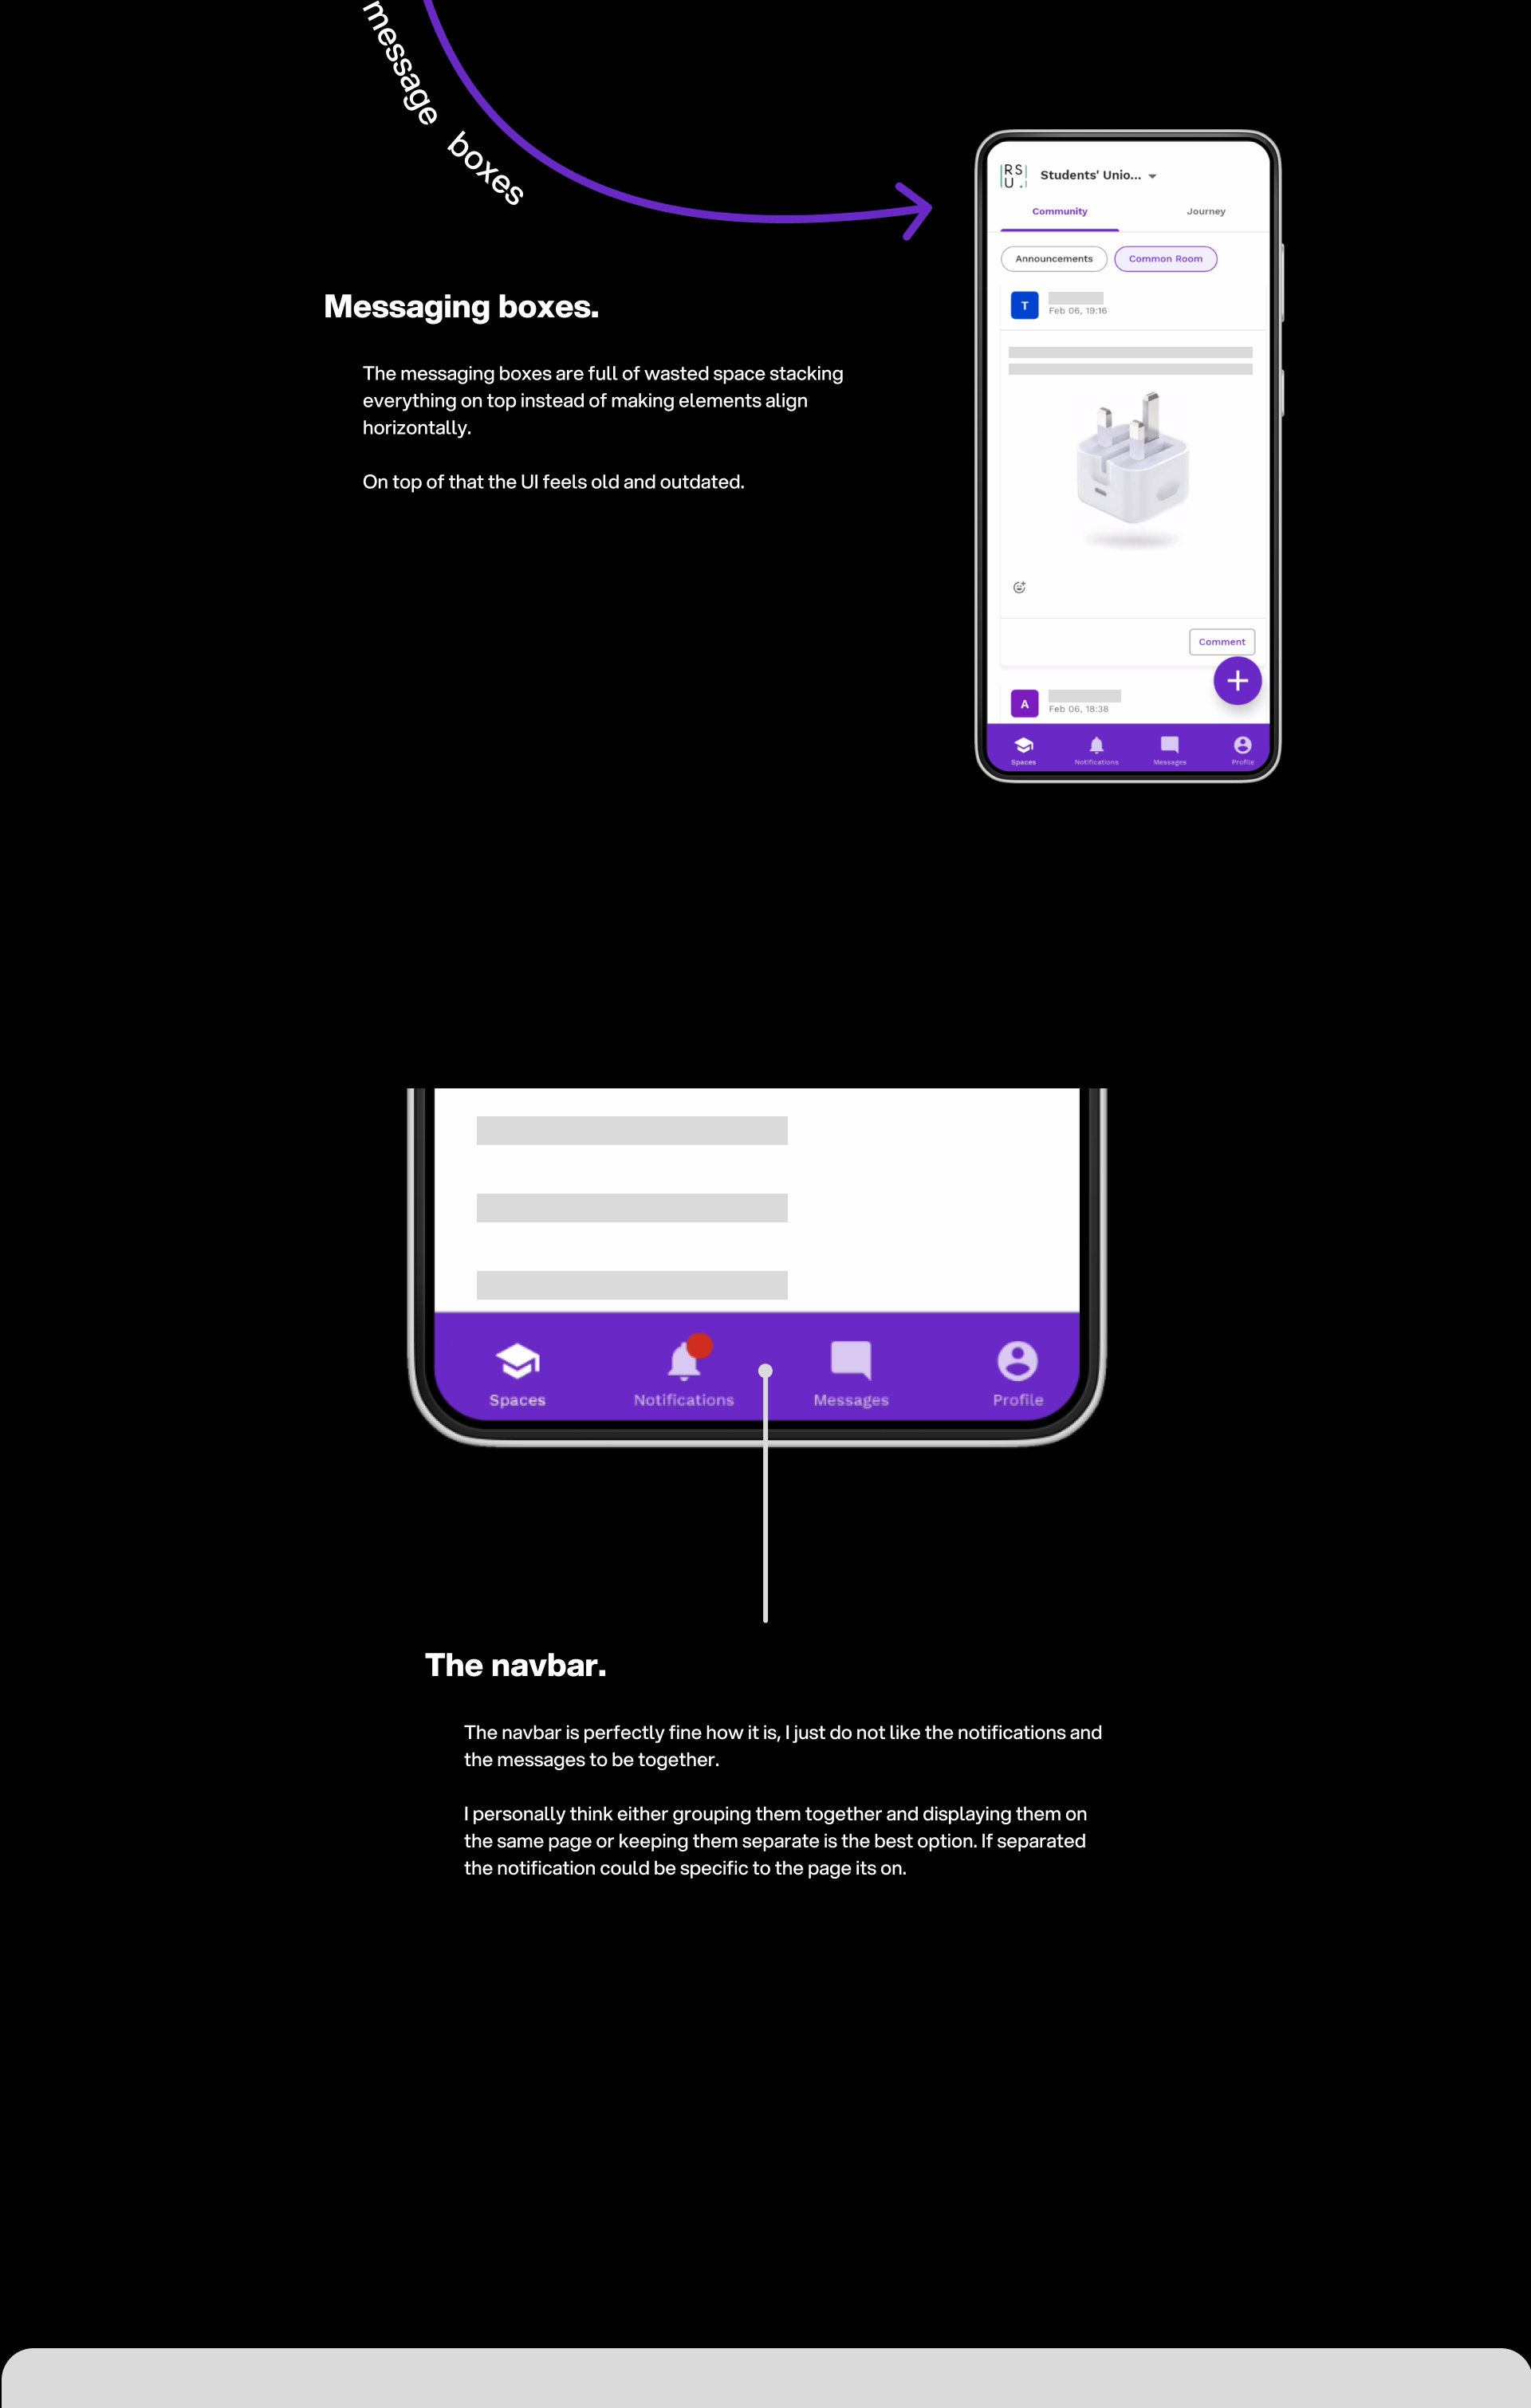 message boxes
Messaging boxes.
The messaging boxes are full of wasted space stacking
everything on top instead of making elements align
horizontally.
On top of that the UI feels old and outdated.
RS
U.
Students' Unio...
Community Journey
Announcements Common Room
T
Feb 06, 19:16
Comment
A
Feb 06, 18:38
Spaces Notifications Messages Profile
Spaces Notifications Messages Profile
The navbar.
The navbar is perfectly fine how it is, I just do not like the notifications and
the messages to be together.
I personally think either grouping them together and displaying them on
the same page or keeping them separate is the best option. If separated
the notification could be specific to the page its on.